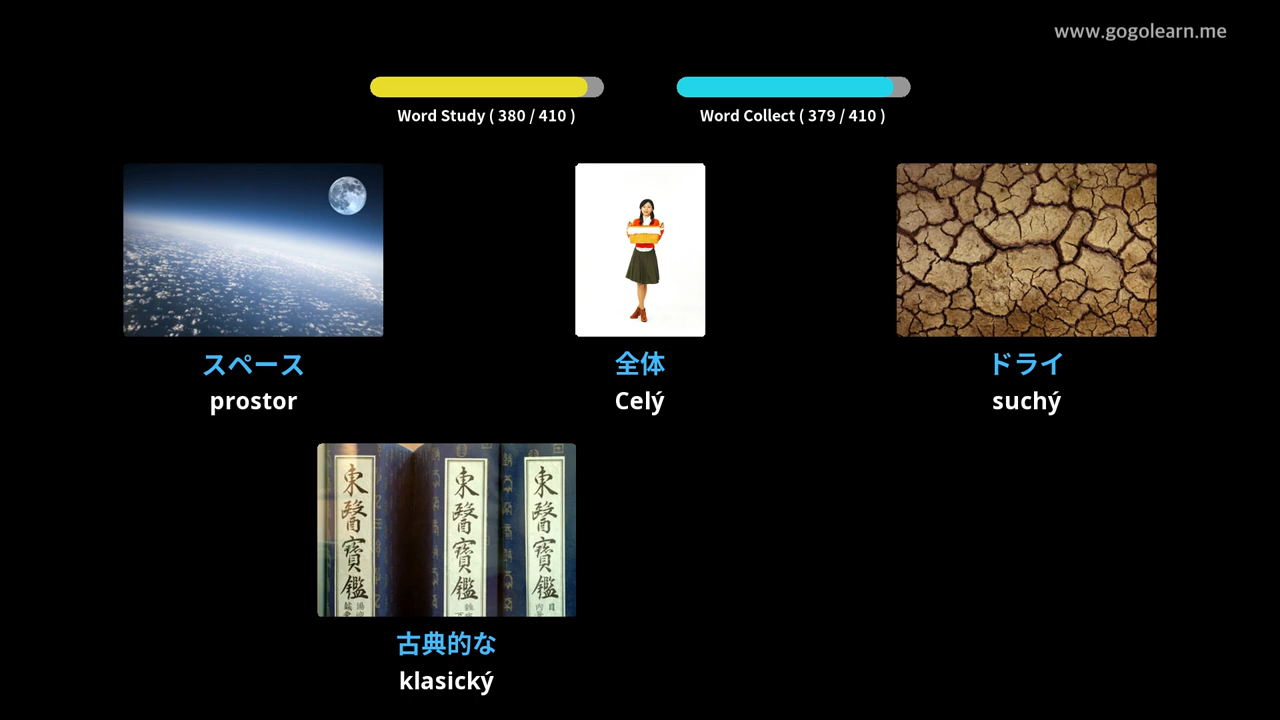 www.gogolearn.me
Word Study ( 380 / 410 )
Word Collect ( 379 / 410 )
スペース
prostor
全体
Celý
ドライ
suchý
東醫寶鑑
東醫寶鑑
東醫寶鑑
古典的な
klasický